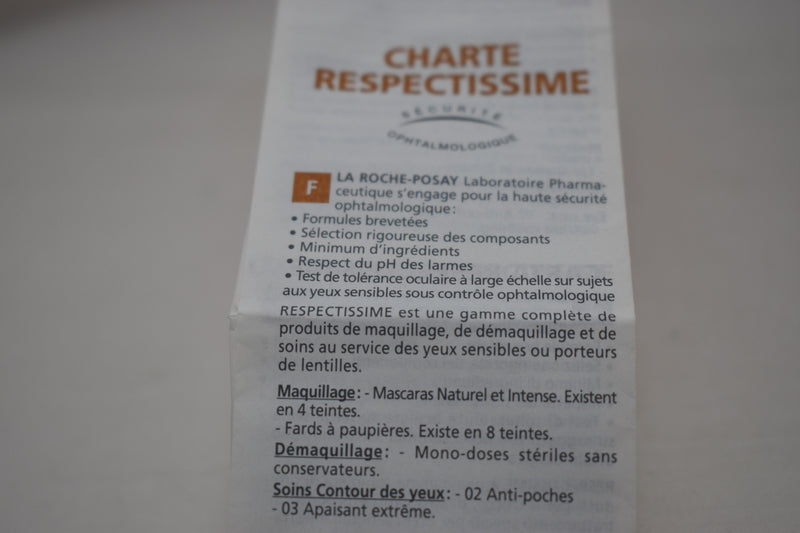 CHARTE
RESPECTISSIME
SÉCURITÉ
OPHTALMOLOGIQUE
F
LA ROCHE-POSAY Laboratoire Pharma-
ceutique s'engage pour la haute sécurité
ophtalmologique:
• Formules brevetées
• Sélection rigoureuse des composants
• Minimum d'ingrédients
• Respect du pH des larmes
• Test de tolérance oculaire à large échelle sur sujets
aux yeux sensibles sous contrôle ophtalmologique
RESPECTISSIME est une gamme complète de
produits de maquillage, de démaquillage et de
soins au service des yeux sensibles ou porteurs
de lentilles.
Maquillage: - Mascaras Naturel et Intense. Existent
en 4 teintes.
- Fards à paupières. Existe en 8 teintes.
Démaquillage: - Mono-doses stériles sans
conservateurs.
Soins Contour des yeux: - 02 Anti-poches
- 03 Apaisant extrême.